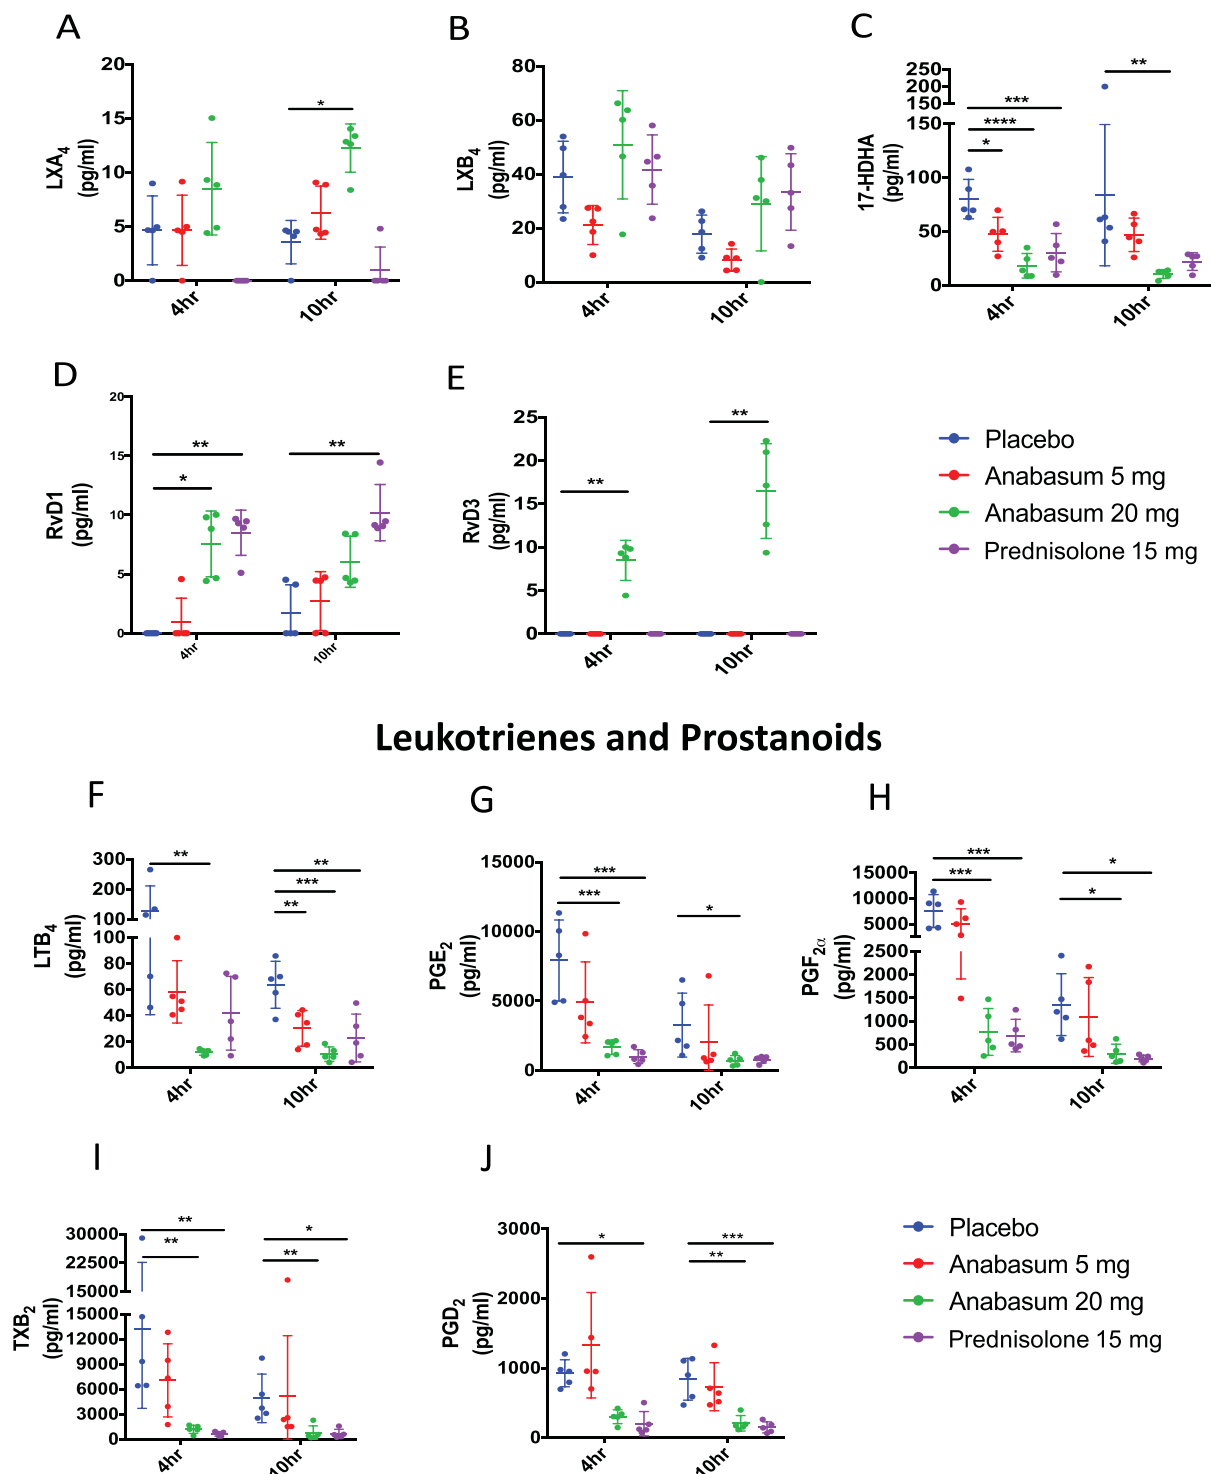 A
LXA4
(pg/ml)
20
15
10
5
0
*
4hr
10hr
B
LXB4
(pg/ml)
80
60
40
20
0
4hr
10hr
C
17-HDHA
(pg/ml)
250
200
150
100
150
100
50
0
***
****
*
**
4hr
10hr
D
RvD1
(pg/ml)
20
15
10
5
0
**
*
**
4hr
10hr
E
RvD3
(pg/ml)
25
20
15
10
5
0
**
**
4hr
10hr
Placebo
Anabasum 5 mg
Anabasum 20 mg
Prednisolone 15 mg
Leukotrienes and Prostanoids
F
LTB4
(pg/ml)
300
200
100
100
80
60
40
20
0
**
**
***
**
4hr
10hr
G
PGE2
(pg/ml)
15000
10000
5000
0
***
***
*
4hr
10hr
H
PGF2α
(pg/ml)
15000
10000
5000
2500
2000
1500
1000
500
0
***
***
*
*
4hr
10hr
I
TXB2
(pg/ml)
30000
22500
15000
15000
12000
9000
6000
3000
0
**
**
*
**
4hr
10hr
J
PGD2
(pg/ml)
3000
2000
1000
0
*
***
**
4hr
10hr
Placebo
Anabasum 5 mg
Anabasum 20 mg
Prednisolone 15 mg